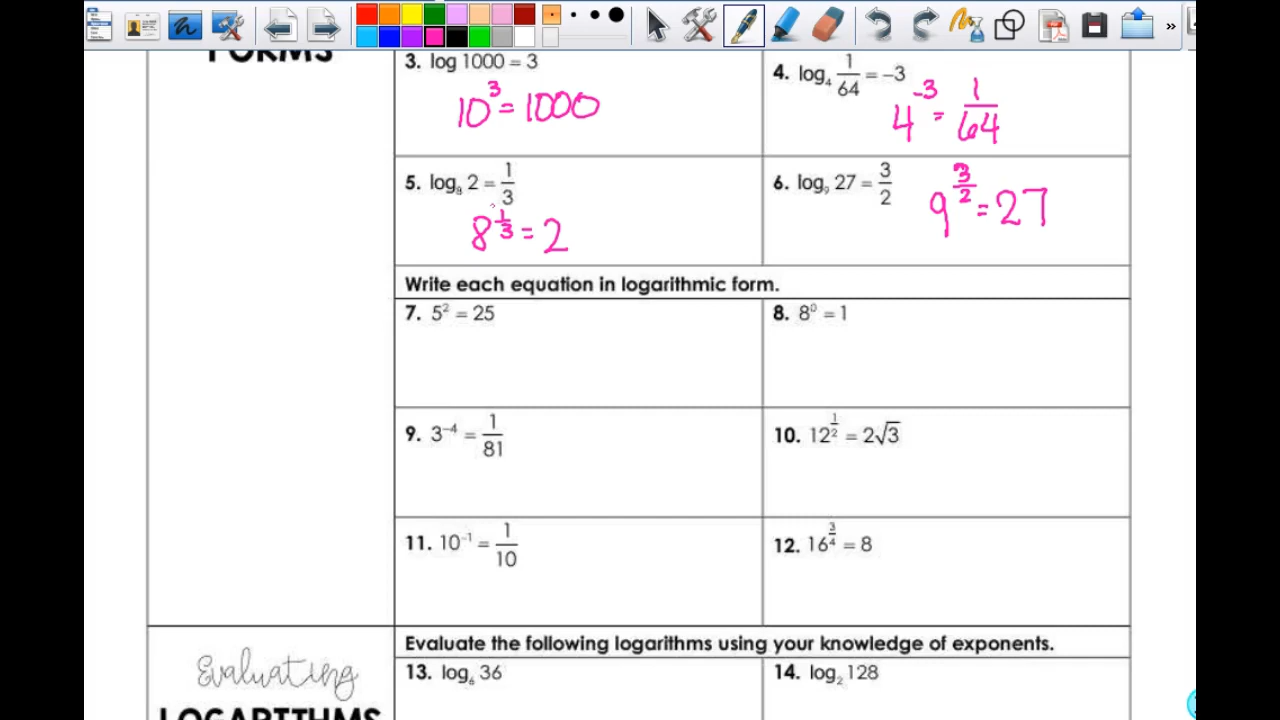 »
FORMS
3. log 1000 = 3
10³ = 1000
4. log₄ 1/64 = –3
4⁻³ = 1/64
5. log₈ 2 = 1/3
8^(1/3) = 2
6. log₉ 27 = 3/2
9^(3/2) = 27
Write each equation in logarithmic form.
7. 5² = 25
8. 8⁰ = 1
9. 3⁻⁴ = 1/81
10. 12^(1/2) = 2√3
11. 10⁻¹ = 1/10
12. 16^(3/4) = 8
Evaluating
LOGARITHMS
Evaluate the following logarithms using your knowledge of exponents.
13. log₆ 36
14. log₂ 128